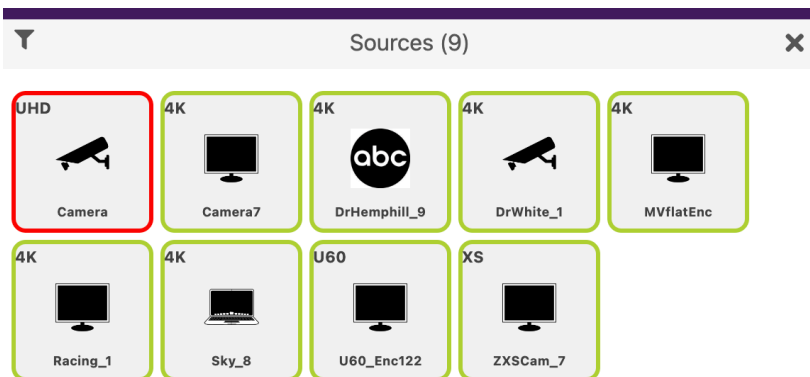 Sources (9)
UHD
Camera
4K
Camera7
4K
abc
DrHemphill_9
4K
DrWhite_1
4K
MVflatEnc
4K
Racing_1
4K
Sky_8
U60
U60_Enc122
XS
ZXSCam_7